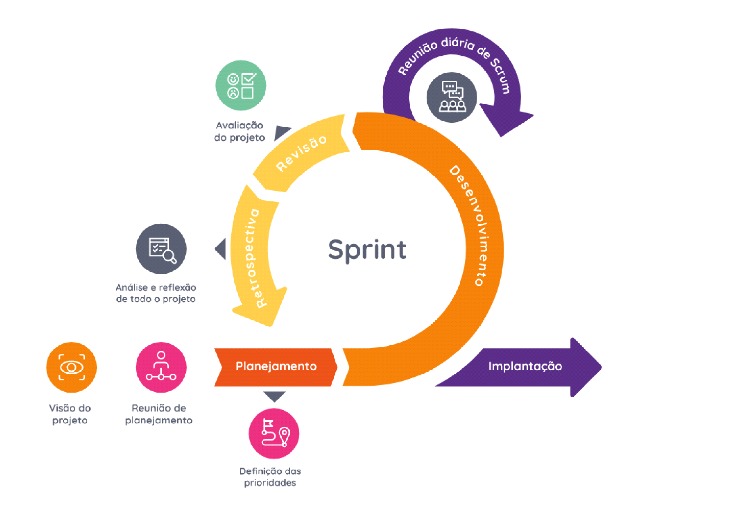 Reunião diária de Scrum
Avaliação
do projeto
Revisão
Desenvolvimento
Retrospectiva
Sprint
Análise e reflexão
de todo o projeto
Planejamento
Implantação
Visão do
projeto
Reunião de
planejamento
Definição das
prioridades